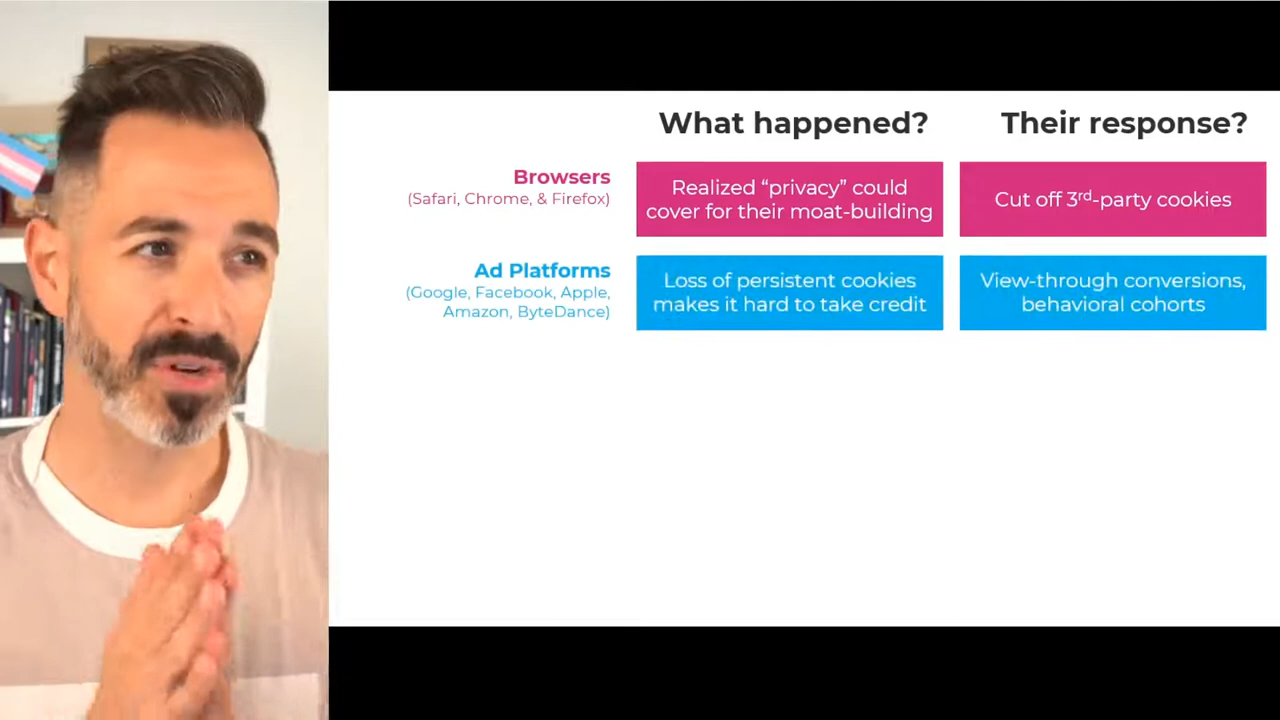 What happened?
Their response?
Browsers
(Safari, Chrome, & Firefox)
Realized “privacy” could
cover for their moat-building
Cut off 3rd-party cookies
Ad Platforms
(Google, Facebook, Apple,
Amazon, ByteDance)
Loss of persistent cookies
makes it hard to take credit
View-through conversions,
behavioral cohorts